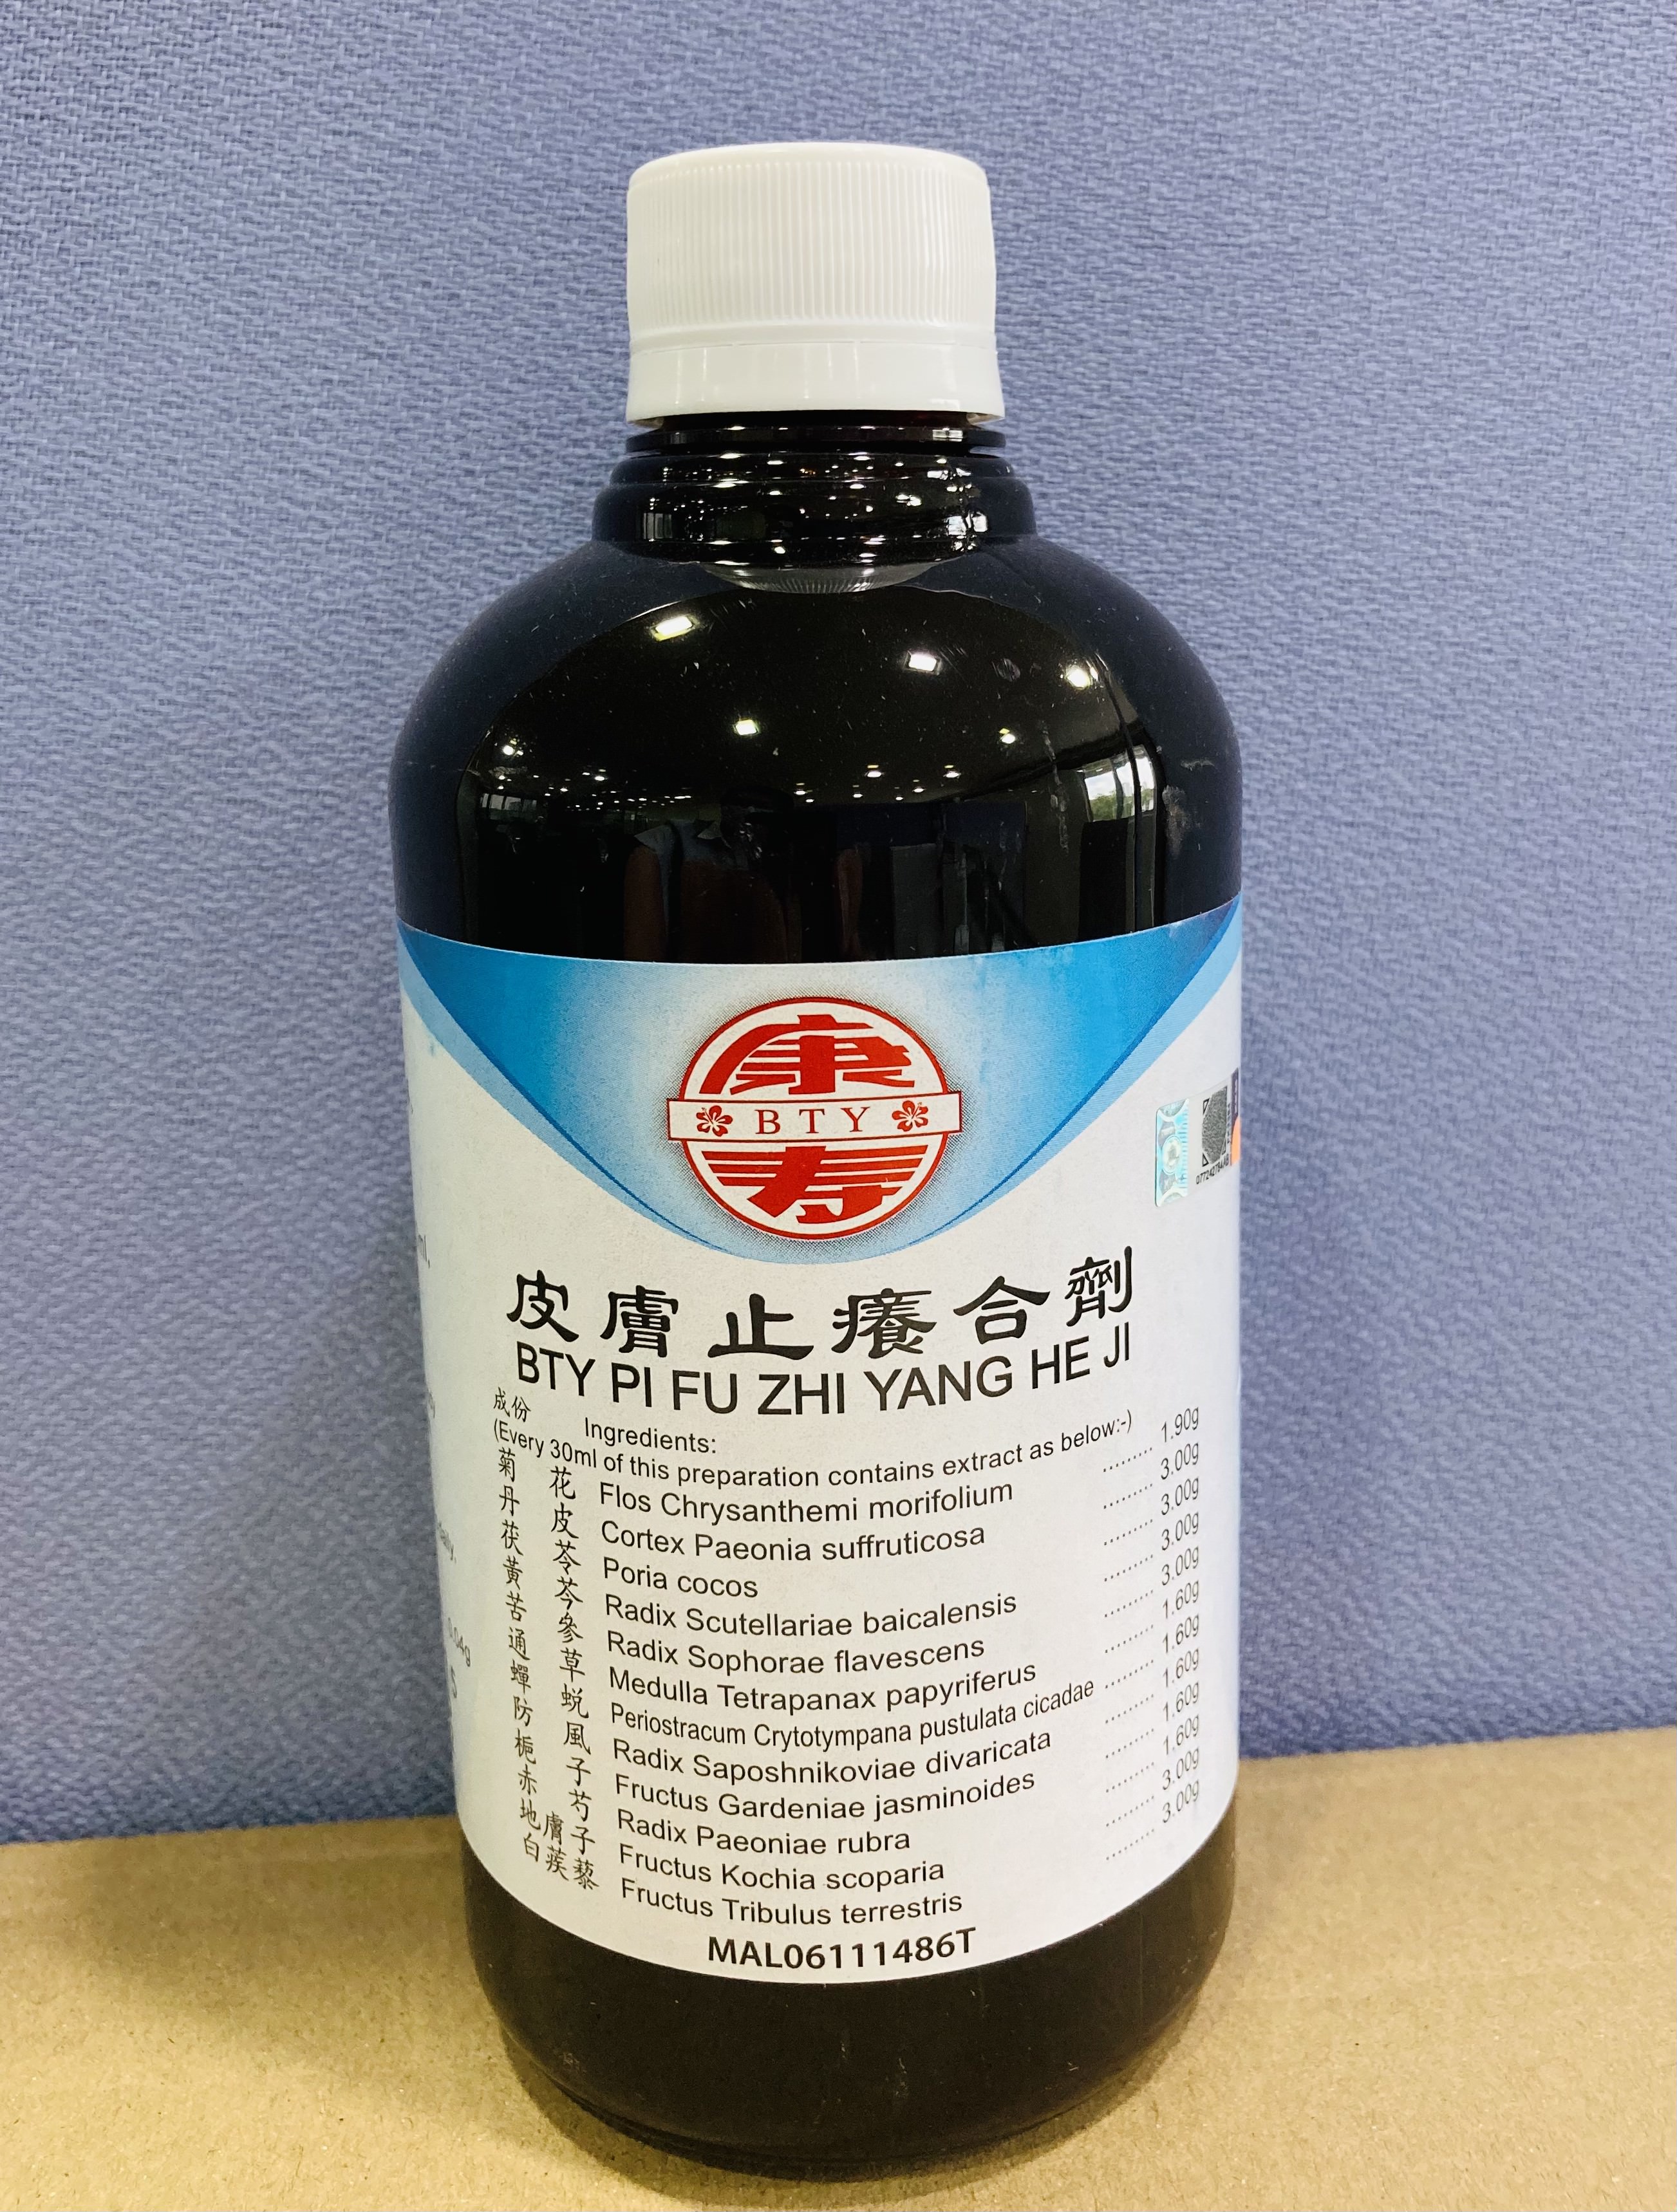 康
BTY
寿
皮膚止癢合劑
BTY PI FU ZHI YANG HE JI
成份 Ingredients:
(Every 30ml of this preparation contains extract as below:-)
菊花 Flos Chrysanthemi morifolium ......... 1.90g
丹皮 Cortex Paeonia suffruticosa ......... 3.00g
茯苓 Poria cocos ......... 3.00g
黃芩 Radix Scutellariae baicalensis ......... 3.00g
苦參 Radix Sophorae flavescens ......... 3.00g
通草 Medulla Tetrapanax papyriferus ......... 1.60g
蟬蛻 Periostracum Crytotympana pustulata cicadae ......... 1.60g
防風 Radix Saposhnikoviae divaricata ......... 1.60g
梔子 Fructus Gardeniae jasminoides ......... 1.60g
赤芍 Radix Paeoniae rubra ......... 1.60g
地膚子 Fructus Kochia scoparia ......... 3.00g
白蒺藜 Fructus Tribulus terrestris ......... 3.00g
MAL06111486T
ml,
0.04g
S